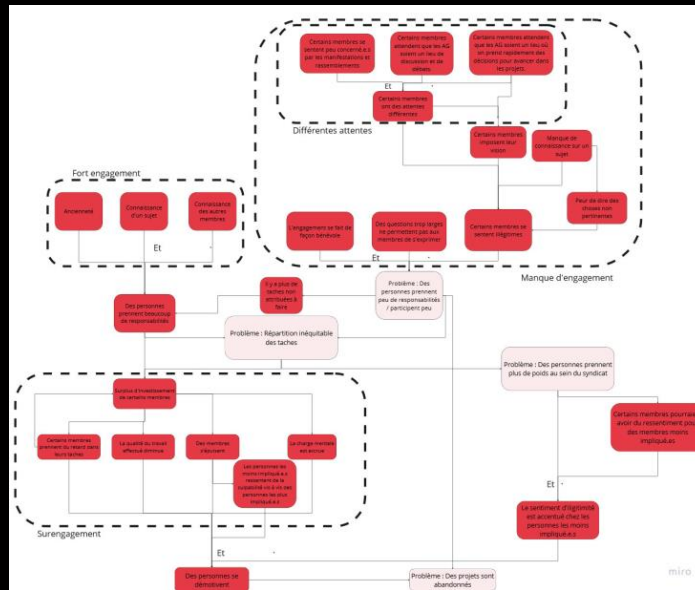 Certains membres se
sentent peu concerné.e.s
par les manifestations et
rassemblements
Certains membres
attendent que les AG
soient un lieu de
discussion et de
débats.
Certains membres attendent
que les AG soient un lieu où
on prend rapidement des
décisions pour avancer dans
les projets.
Et
Certains membres
ont des attentes
différentes
Différentes attentes
Certains membres
imposent leur
vision
Manque de
connaissance sur un
sujet
Peur de dire des
choses non
pertinentes
L'engagement se fait de
façon bénévole
Des questions trop larges
ne permettent pas aux
membres de s'exprimer
Certains membres se
sentent illégitimes
Et
Manque d'engagement
Fort engagement
Ancienneté
Connaissance
d'un sujet
Connaissance
des autres
membres
Et
Il y a plus de
taches non
attribuées à
faire
Problème : Des
personnes prennent
peu de responsabilités
/ participent peu
Des personnes
prennent beaucoup
de responsabilités
Problème : Répartition inéquitable
des taches
Problème : Des personnes prennent
plus de poids au sein du syndicat
Surplus d'investissement
de certains membres
Certains membres
prennent du retard dans
leurs taches
La qualité du travail
effectué diminue
Des membres
s'épuisent
La charge mentale
est accrue
Les personnes les
moins impliqué.e.s
ressentent de la
culpabilité vis à vis des
personnes les plus
impliqué.e.s
Surengagement
Certains membres pourraie
avoir du ressentiment pou
des membres moins
impliqué.es
Et
Le sentiment d'illigitimité
est accentué chez les
personnes les moins
impliqué.e.s
Et
Des personnes se
démotivent
Problème : Des projets sont
abandonnés
miro